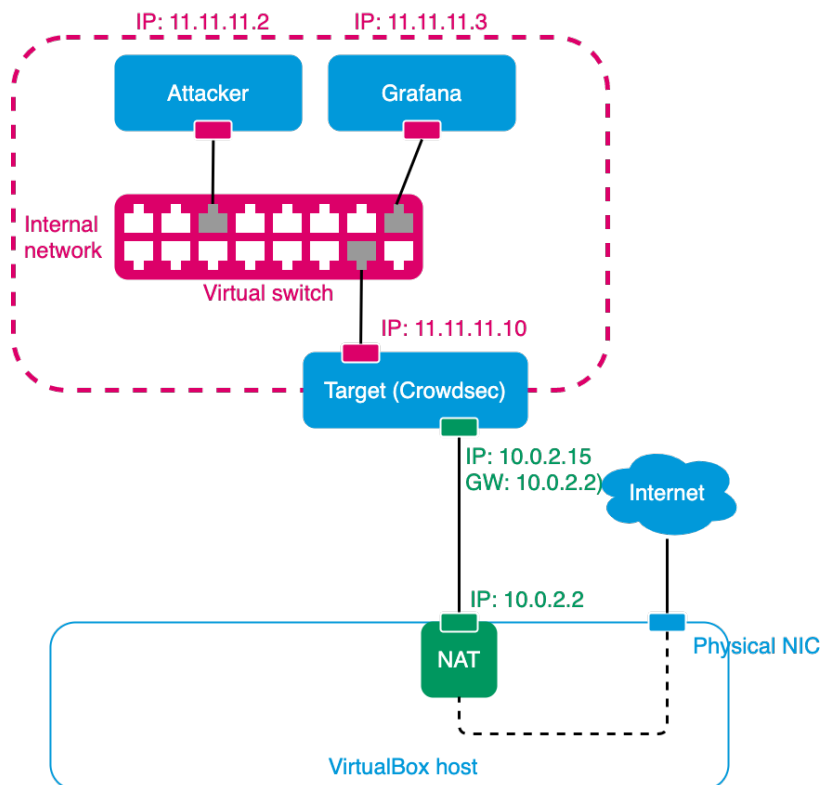 IP: 11.11.11.2
IP: 11.11.11.3
Attacker
Grafana
Internal
network
Virtual switch
IP: 11.11.11.10
Target (Crowdsec)
IP: 10.0.2.15
GW: 10.0.2.2)
Internet
IP: 10.0.2.2
NAT
Physical NIC
VirtualBox host